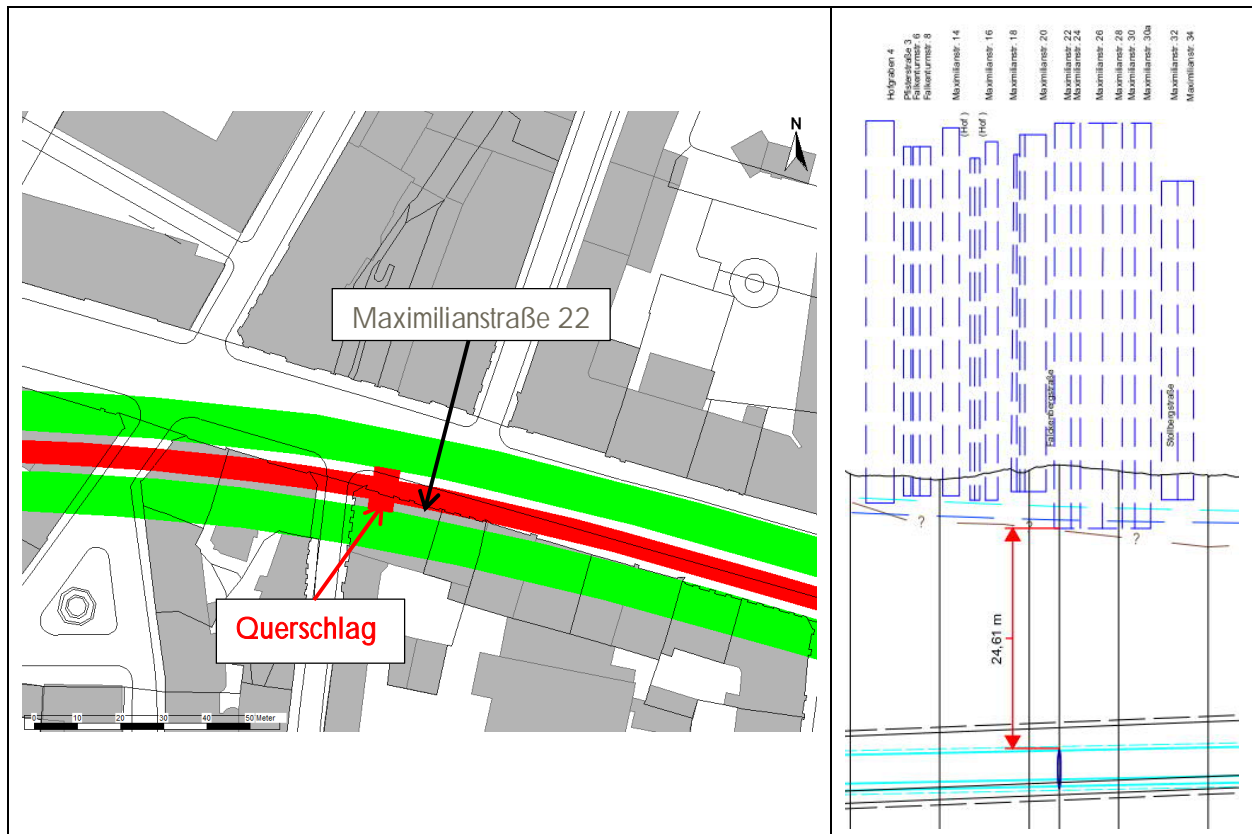 N
Maximilianstraße 22
Querschlag
0 10 20 30 40 50 Meter
Hofgraben 4
Pfisterstraße 3
Falkenturmstr. 6
Falkenturmstr. 8
Maximilianstr. 14
(Hof )
Maximilianstr. 16
(Hof )
Maximilianstr. 18
Maximilianstr. 20
Maximilianstr. 22
Maximilianstr. 24
Maximilianstr. 26
Maximilianstr. 28
Maximilianstr. 30
Maximilianstr. 30a
Maximilianstr. 32
Maximilianstr. 34
Falckenbergstraße
Stollbergstraße
?
?
?
24,61 m